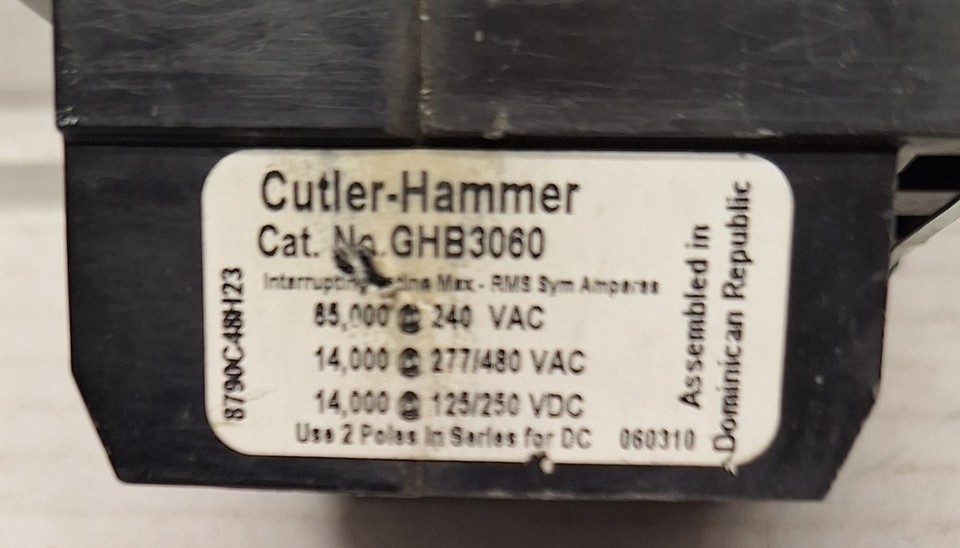 Cutler-Hammer
Cat. No. GHB3060
Interrupting Max.- RMS Sym Amperes
65,000 @ 240 VAC
14,000 @ 277/480 VAC
14,000 @ 125/250 VDC
Use 2 Poles In Series for DC 060310
8790C48H23
Assembled in
Dominican Republic